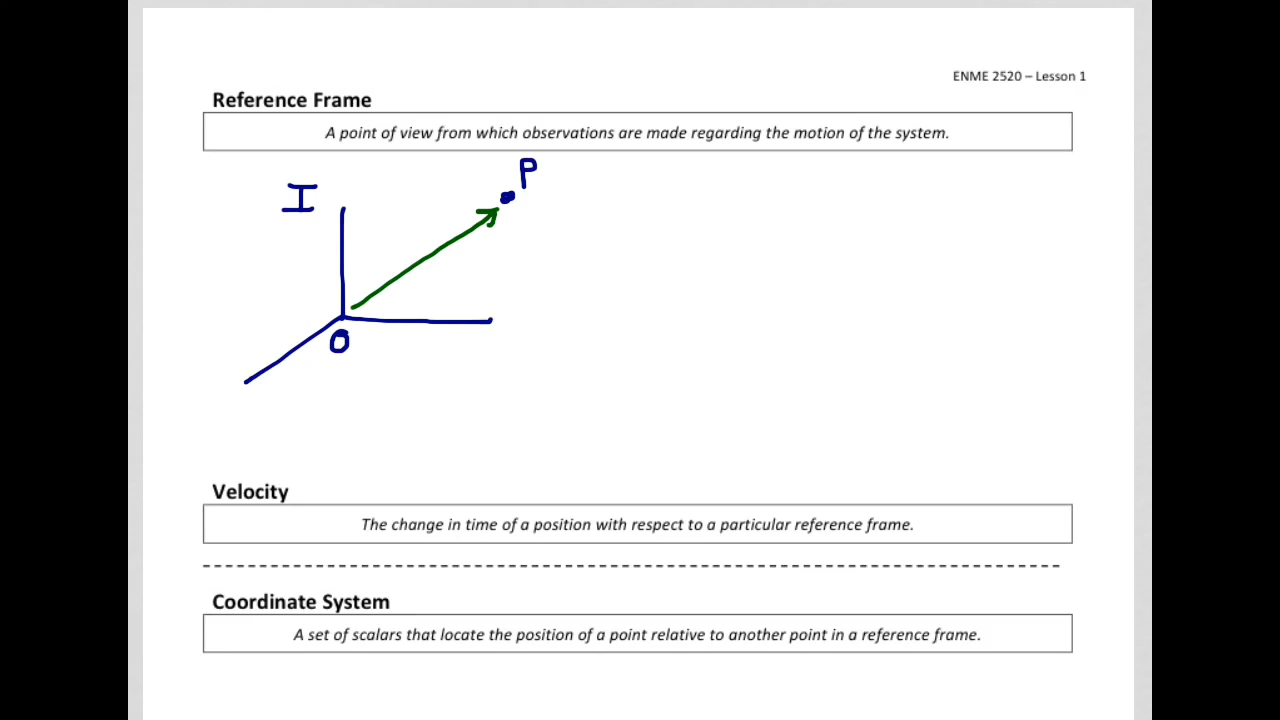 ENME 2520 – Lesson 1
Reference Frame
A point of view from which observations are made regarding the motion of the system.
P
I
O
Velocity
The change in time of a position with respect to a particular reference frame.
Coordinate System
A set of scalars that locate the position of a point relative to another point in a reference frame.